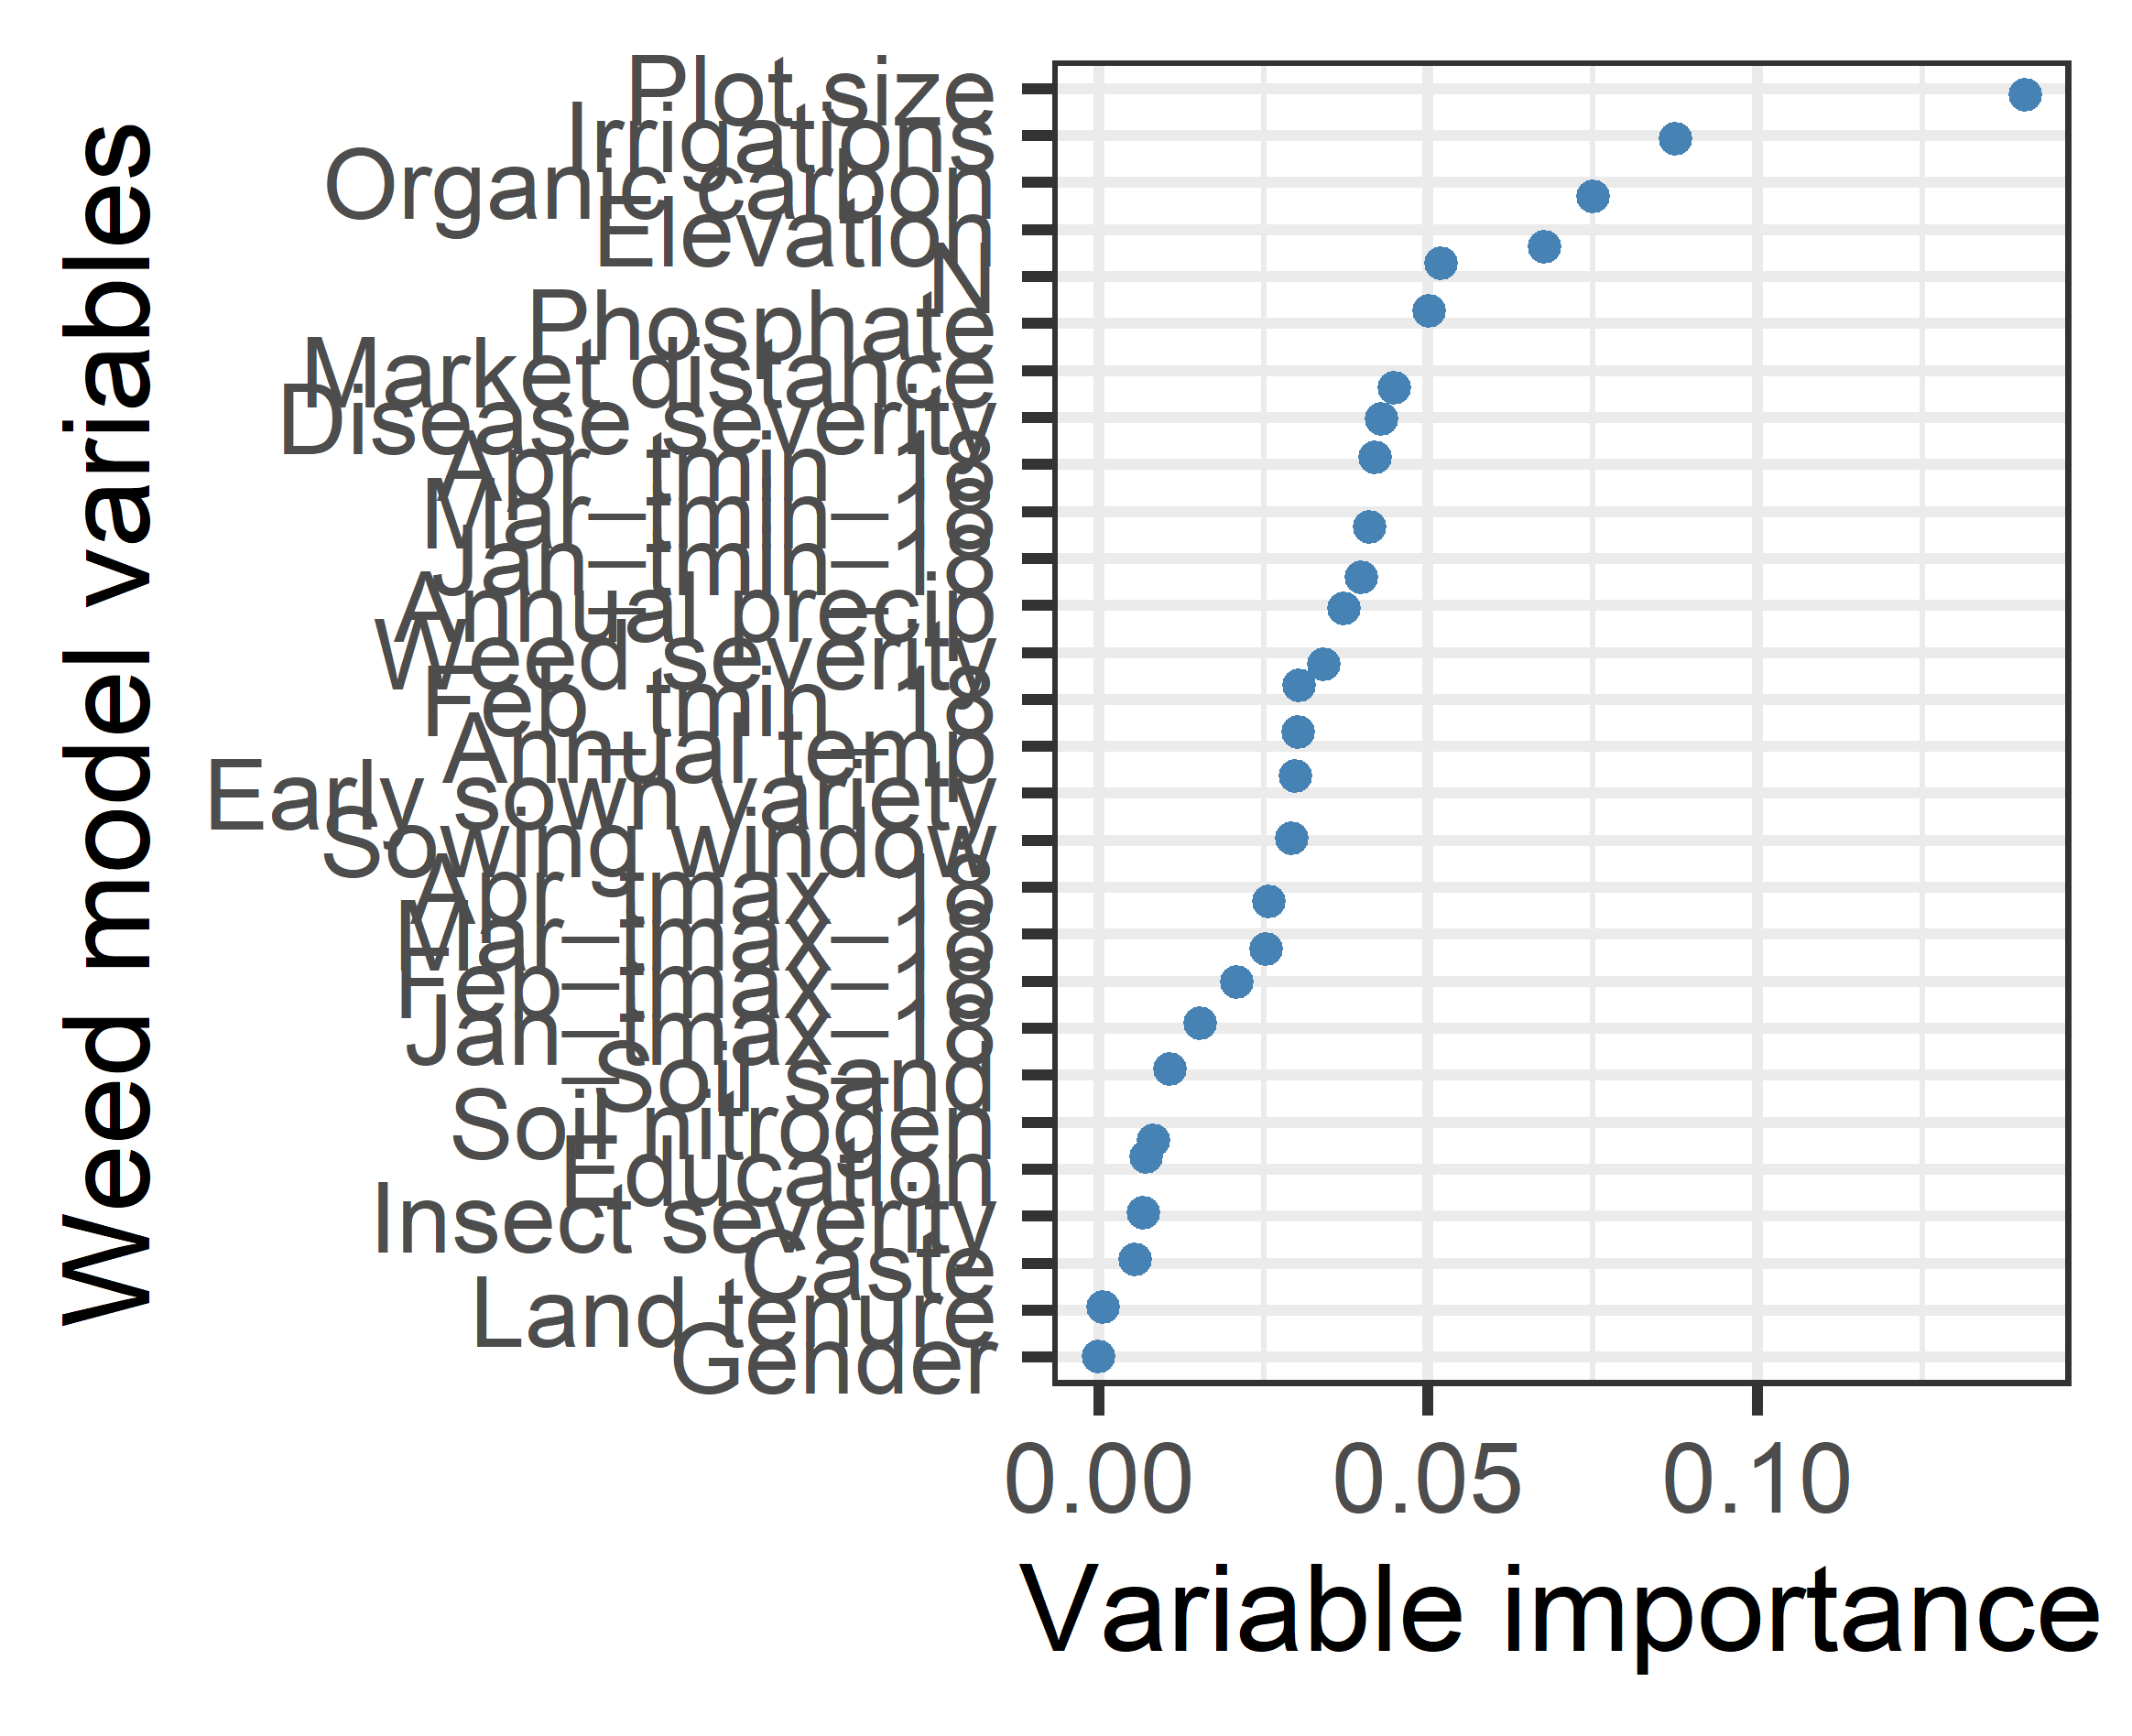 Weed model variables
Plot size
Irrigations
Organic carbon
Elevation
N
Phosphate
Market distance
Disease severity
Apr_tmin_18
Mar_tmin_18
Jan_tmin_18
Annual precip
Weed severity
Feb_tmin_18
Annual temp
Early sown variety
Sowing window
Apr_tmax_18
Mar_tmax_18
Feb_tmax_18
Jan_tmax_18
Soil sand
Soil nitrogen
Education
Insect severity
Caste
Land tenure
Gender
0.00 0.05 0.10
Variable importance